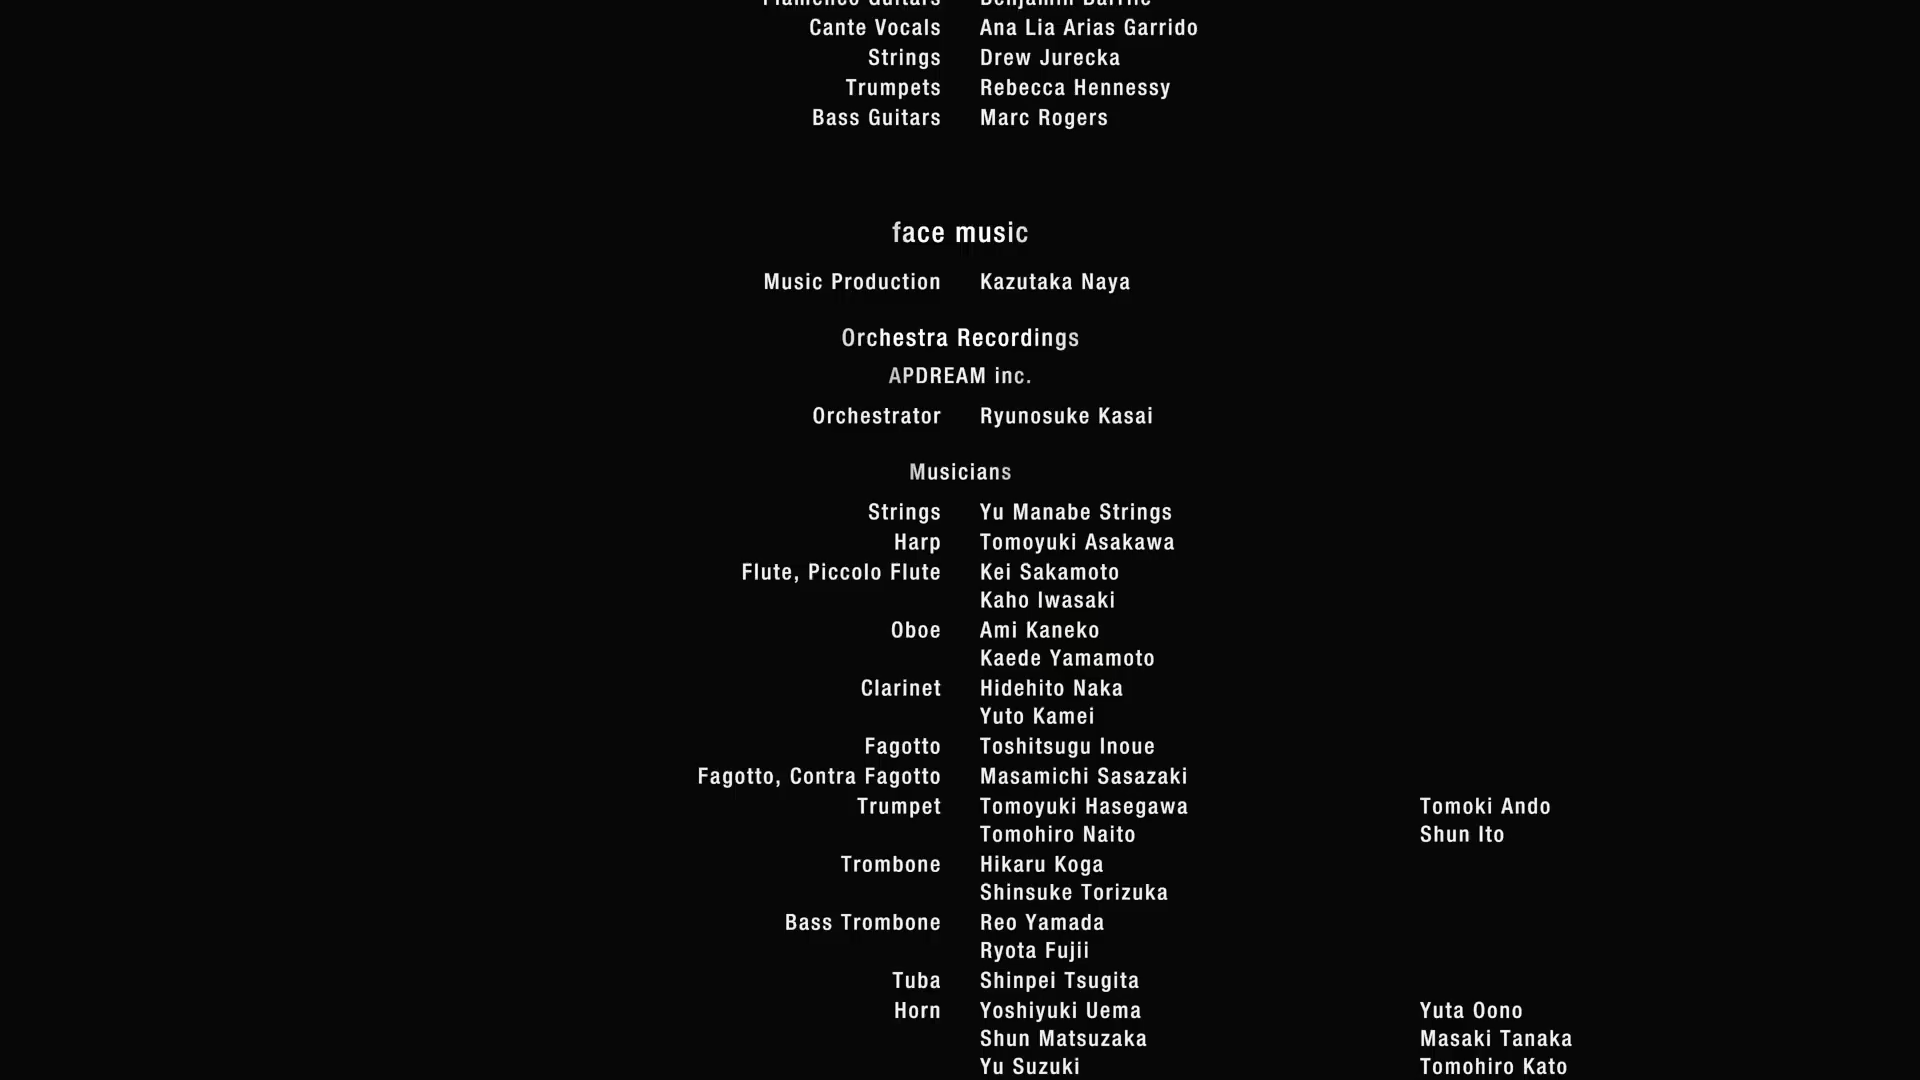 Flamenco Guitars Benjamin Barrile
Cante Vocals Ana Lia Arias Garrido
Strings Drew Jurecka
Trumpets Rebecca Hennessy
Bass Guitars Marc Rogers
face music
Music Production Kazutaka Naya
Orchestra Recordings
APDREAM inc.
Orchestrator Ryunosuke Kasai
Musicians
Strings Yu Manabe Strings
Harp Tomoyuki Asakawa
Flute, Piccolo Flute Kei Sakamoto
Kaho Iwasaki
Oboe Ami Kaneko
Kaede Yamamoto
Clarinet Hidehito Naka
Yuto Kamei
Fagotto Toshitsugu Inoue
Fagotto, Contra Fagotto Masamichi Sasazaki
Trumpet Tomoyuki Hasegawa Tomoki Ando
Tomohiro Naito Shun Ito
Trombone Hikaru Koga
Shinsuke Torizuka
Bass Trombone Reo Yamada
Ryota Fujii
Tuba Shinpei Tsugita
Horn Yoshiyuki Uema Yuta Oono
Shun Matsuzaka Masaki Tanaka
Yu Suzuki Tomohiro Kato